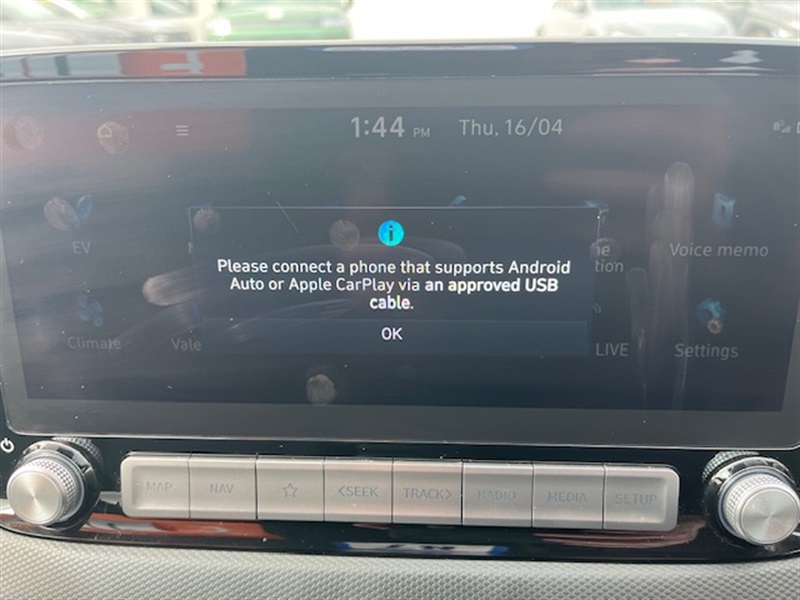 1:44 PM Thu, 16/04
EV
Voice memo
Please connect a phone that supports Android
Auto or Apple CarPlay via an approved USB
cable.
OK
Climate
Vale
LIVE
Settings
MAP
NAV
<SEEK
TRACK>
RADIO
MEDIA
SETUP